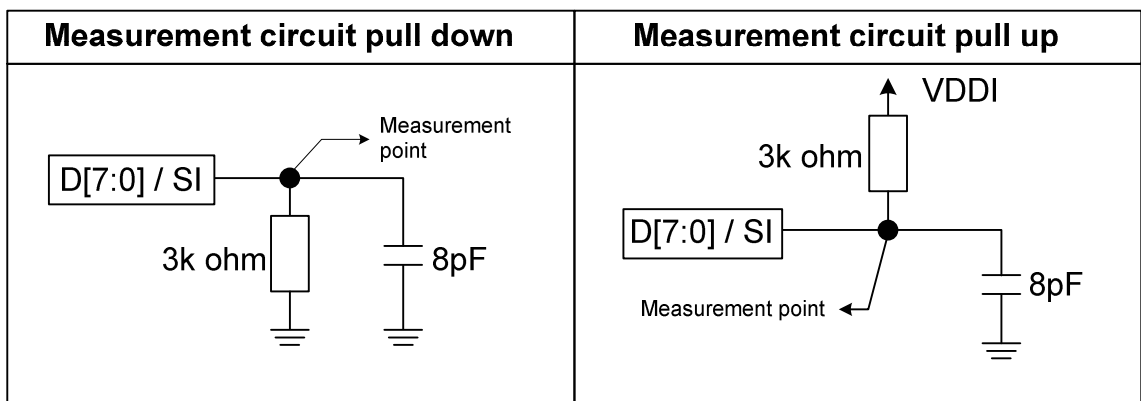 Measurement circuit pull down
Measurement
point
D[7:0] / SI
3k ohm
8pF
Measurement circuit pull up
VDDI
3k ohm
D[7:0] / SI
8pF
Measurement point